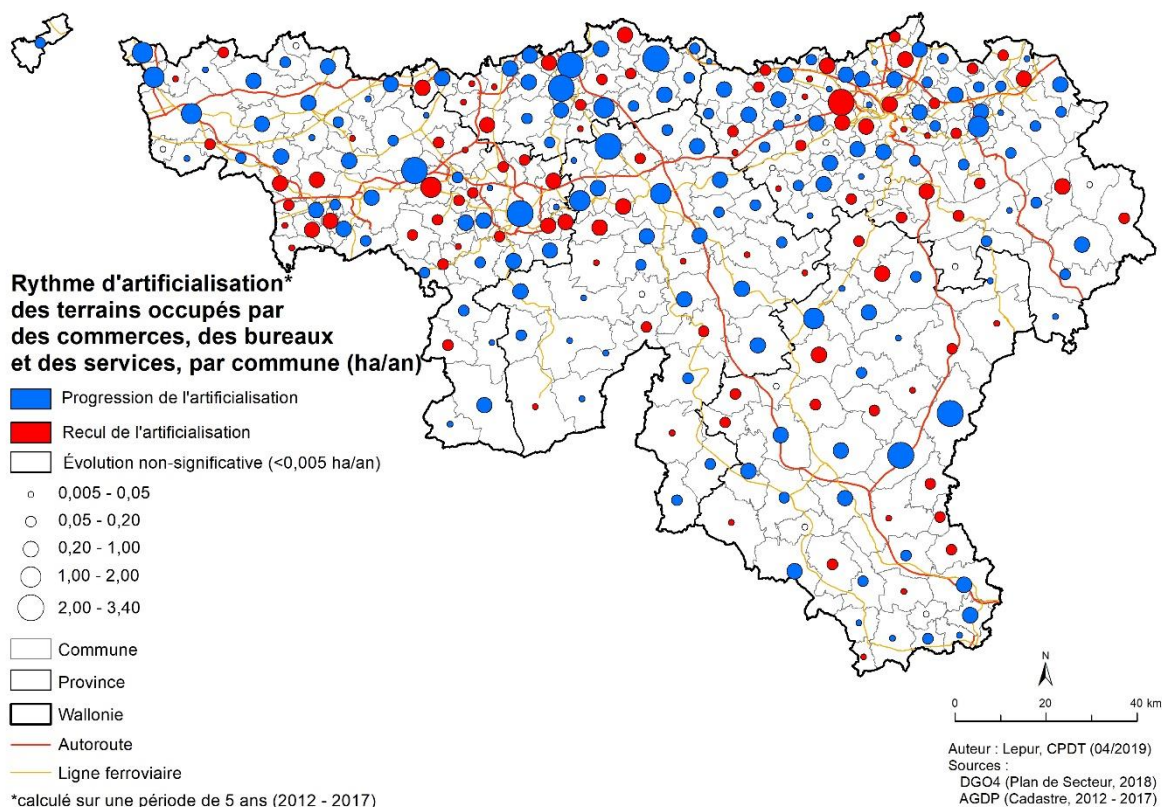 Rythme d'artificialisation*
des terrains occupés par
des commerces, des bureaux
et des services, par commune (ha/an)
Progression de l'artificialisation
Recul de l'artificialisation
Évolution non-significative (<0,005 ha/an)
0,005 - 0,05
0,05 - 0,20
0,20 - 1,00
1,00 - 2,00
2,00 - 3,40
Commune
Province
Wallonie
Autoroute
Ligne ferroviaire
*calculé sur une période de 5 ans (2012 - 2017)
N
0 20 40 km
Auteur : Lepur, CPDT (04/2019)
Sources :
DGO4 (Plan de Secteur, 2018)
AGDP (Cadastre, 2012 - 2017)